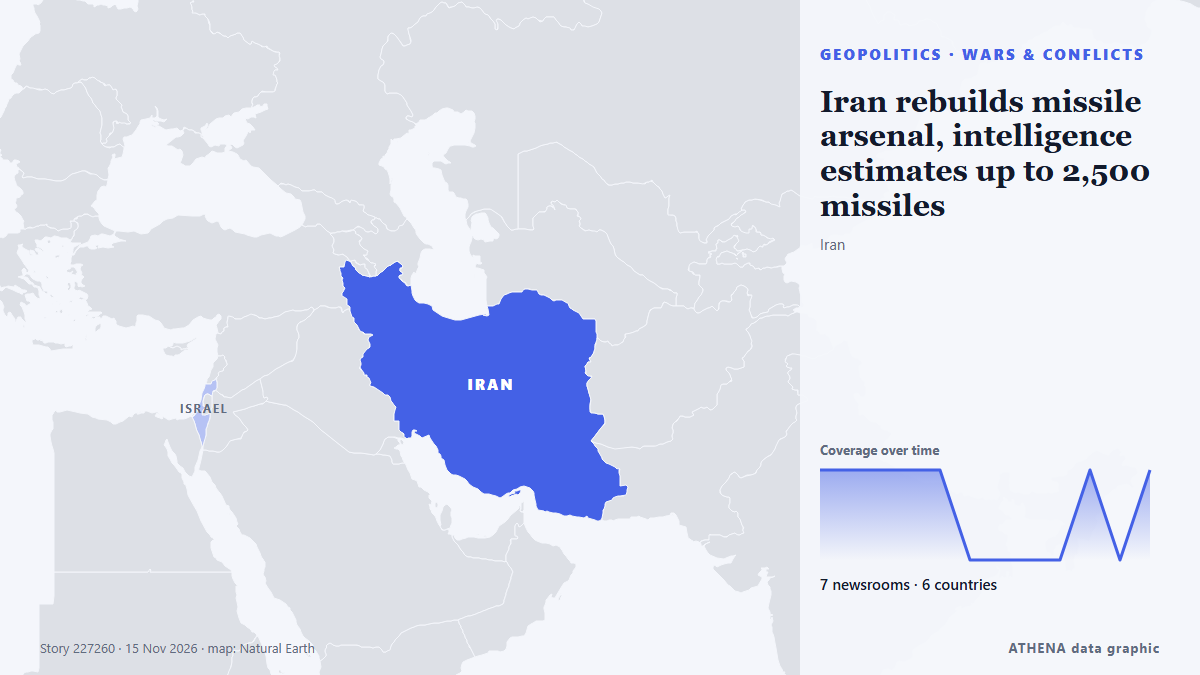 GEOPOLITICS · WARS & CONFLICTS
Iran rebuilds missile
arsenal, intelligence
estimates up to 2,500
missiles
Iran
IRAN
ISRAEL
Coverage over time
7 newsrooms · 6 countries
Story 227260 · 15 Nov 2026 · map: Natural Earth
ATHENA data graphic